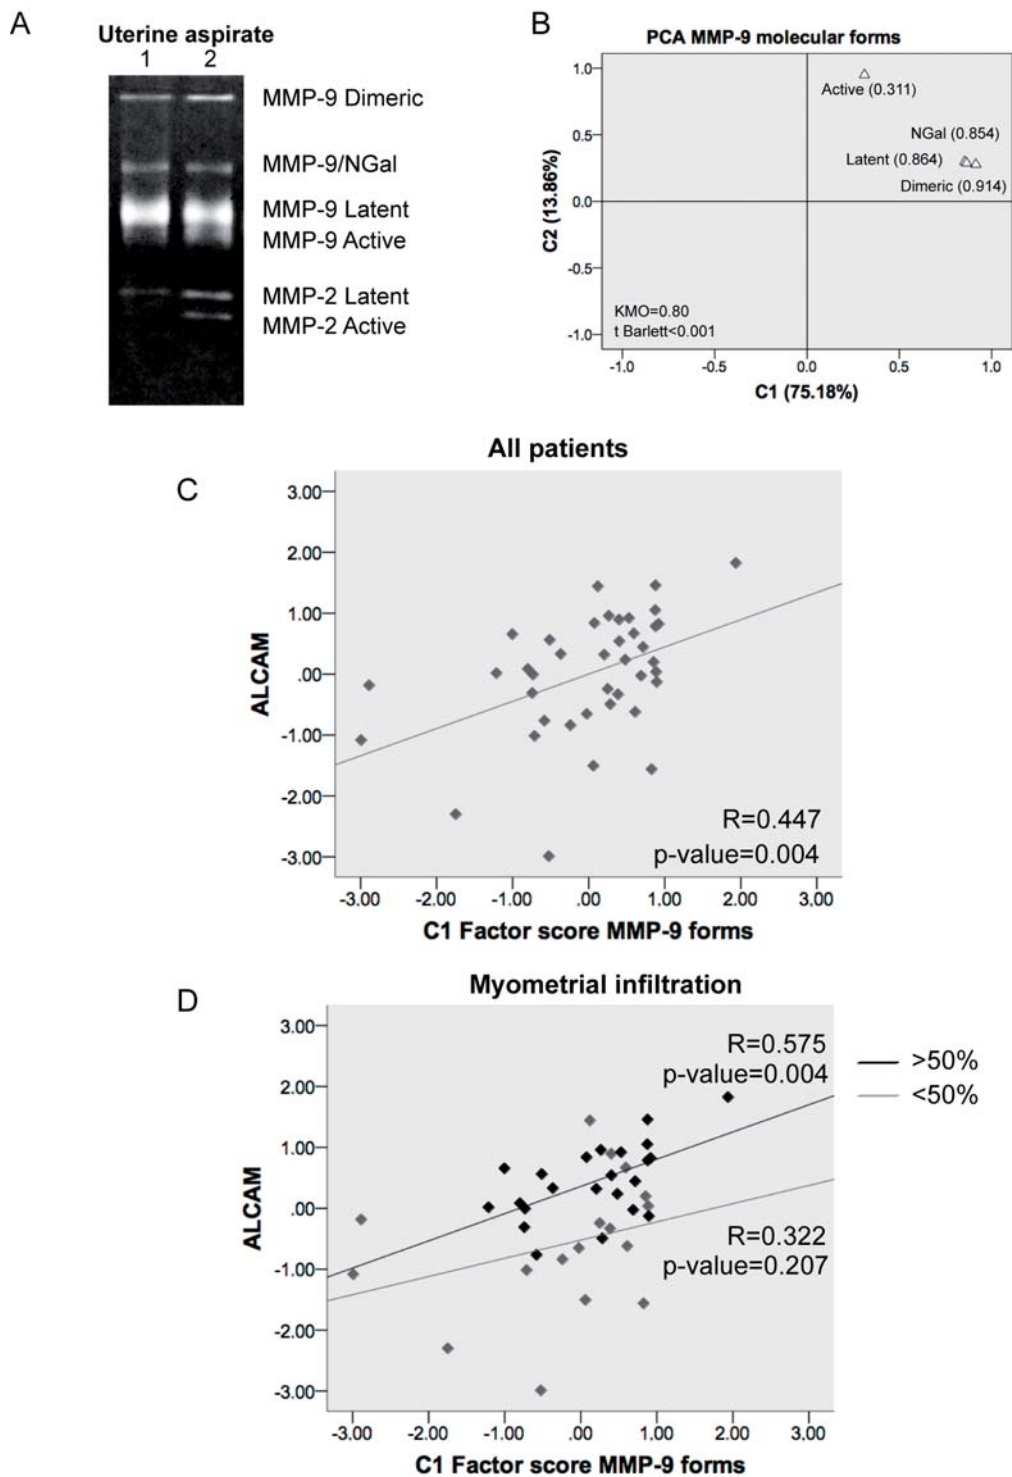 A
Uterine aspirate
1 2
MMP-9 Dimeric
MMP-9/NGal
MMP-9 Latent
MMP-9 Active
MMP-2 Latent
MMP-2 Active
B
PCA MMP-9 molecular forms
1.0
0.5
0.0
-0.5
-1.0
C2 (13.86%)
Active (0.311)
NGal (0.854)
Latent (0.864)
Dimeric (0.914)
KMO=0.80
t Barlett<0.001
-1.0 -0.5 0.0 0.5 1.0
C1 (75.18%)
C
All patients
3.00
2.00
1.00
.00
-1.00
-2.00
-3.00
ALCAM
R=0.447
p-value=0.004
-3.00 -2.00 -1.00 .00 1.00 2.00 3.00
C1 Factor score MMP-9 forms
D
Myometrial infiltration
3.00
2.00
1.00
.00
-1.00
-2.00
-3.00
ALCAM
R=0.575
p-value=0.004
>50%
<50%
R=0.322
p-value=0.207
-3.00 -2.00 -1.00 .00 1.00 2.00 3.00
C1 Factor score MMP-9 forms